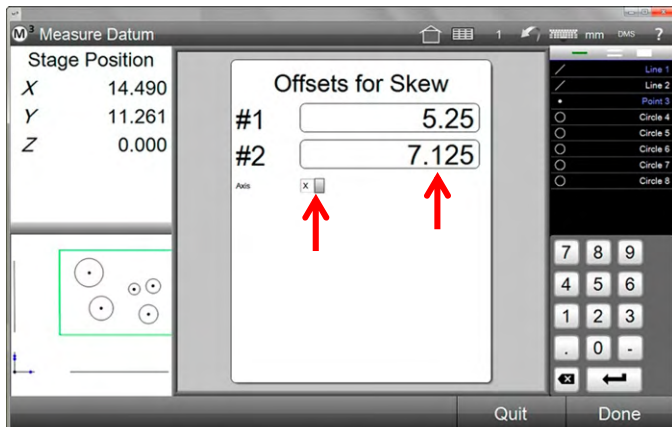 M³ Measure Datum
1
mm
DMS
?
Stage Position
X 14.490
Y 11.261
Z 0.000
Offsets for Skew
#1 5.25
#2 7.125
Axis X
Line 1
Line 2
Point 3
Circle 4
Circle 5
Circle 6
Circle 7
Circle 8
7 8 9
4 5 6
1 2 3
. 0 -
Quit Done